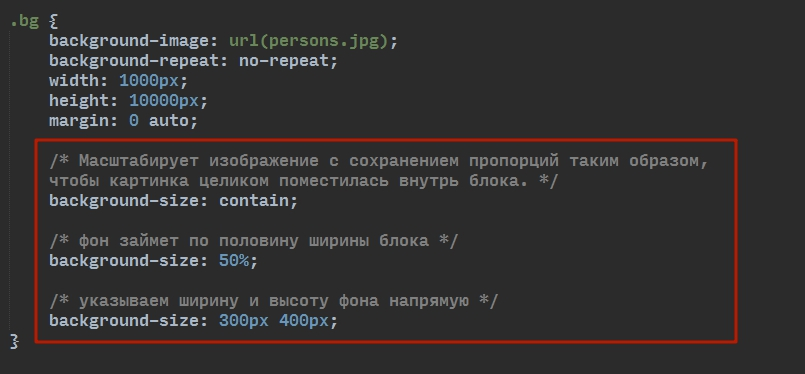 .bg {
background-image: url(persons.jpg);
background-repeat: no-repeat;
width: 1000px;
height: 10000px;
margin: 0 auto;
/* Масштабирует изображение с сохранением пропорций таким образом,
чтобы картинка целиком поместилась внутрь блока. */
background-size: contain;
/* фон займет по половину ширины блока */
background-size: 50%;
/* указываем ширину и высоту фона напрямую */
background-size: 300px 400px;
}